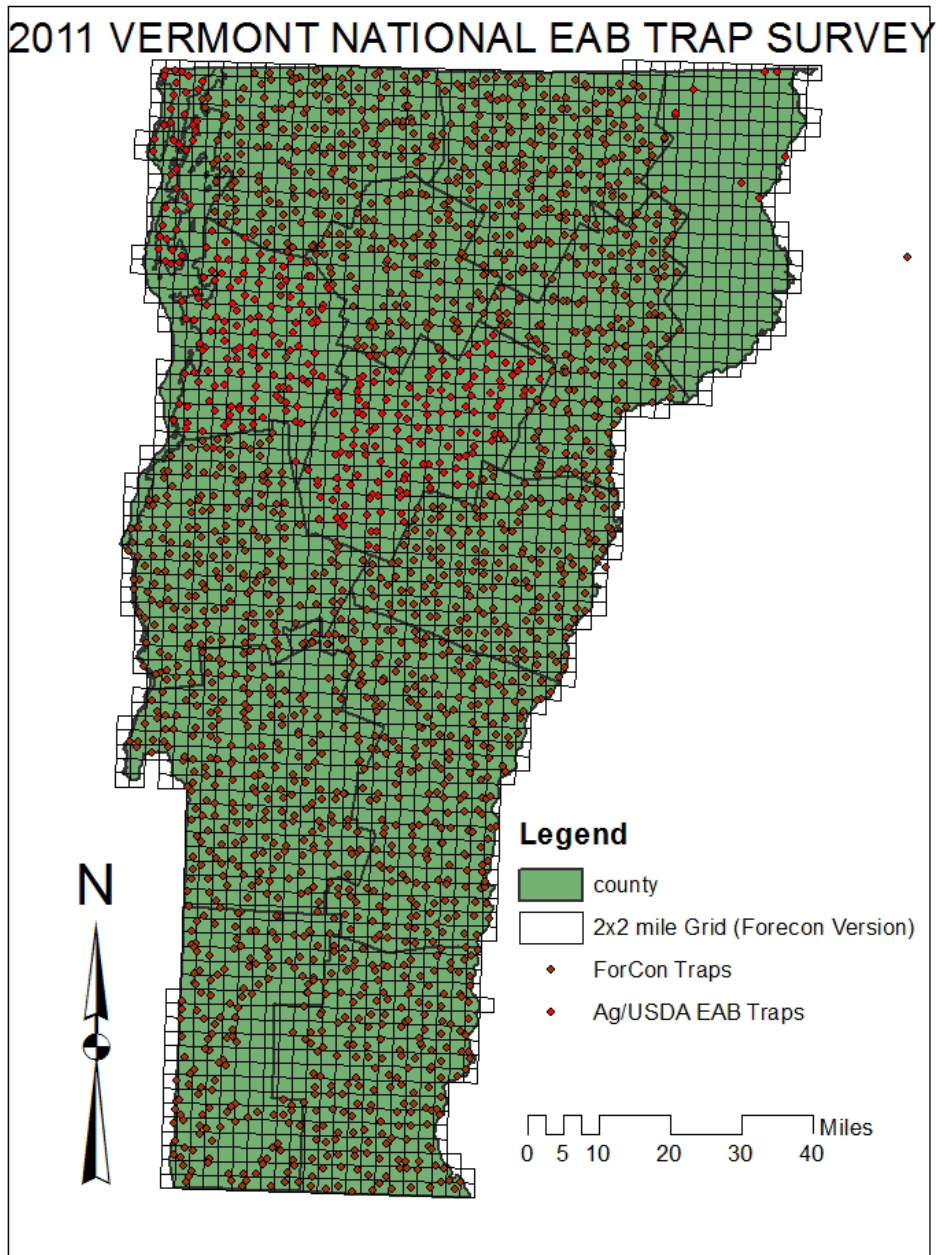 2011 VERMONT NATIONAL EAB TRAP SURVEY
Legend
county
2x2 mile Grid (Forecon Version)
ForCon Traps
Ag/USDA EAB Traps
N
Miles
0 5 10 20 30 40